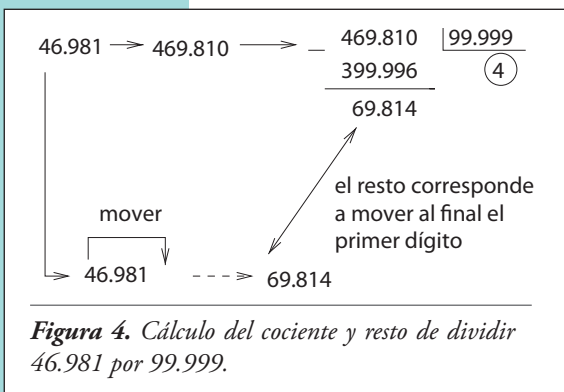 46.981 → 469.810 → – 469.810 | 99.999
399.996 4
69.814
el resto corresponde
a mover al final el
primer dígito
mover
46.981 --> 69.814
Figura 4. Cálculo del cociente y resto de dividir
46.981 por 99.999.